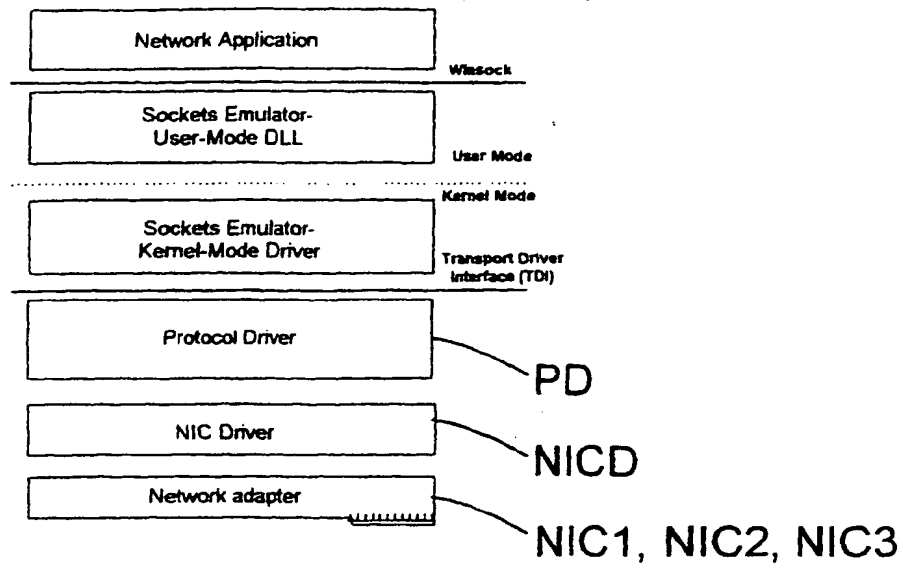 Network Application
Winsock
Sockets Emulator-
User-Mode DLL
User Mode
Kernel Mode
Sockets Emulator-
Kernel-Mode Driver
Transport Driver
Interface (TDI)
Protocol Driver
PD
NIC Driver
NICD
Network adapter
NIC1, NIC2, NIC3